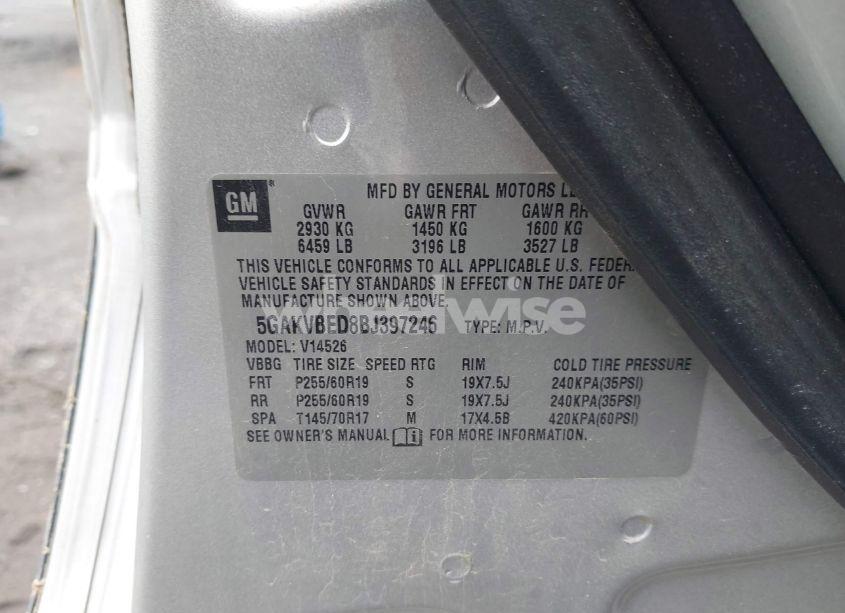 GM
MFD BY GENERAL MOTORS
GVWR GAWR FRT GAWR RR
2930 KG 1450 KG 1600 KG
6459 LB 3196 LB 3527 LB
THIS VEHICLE CONFORMS TO ALL APPLICABLE U.S.
VEHICLE SAFETY STANDARDS IN EFFECT ON THE DATE OF
MANUFACTURE SHOWN ABOVE.
5GAKVBED8BJ397246 TYPE: M.P.V.
wheelwise
MODEL: V14526
VBBG TIRE SIZE SPEED RTG RIM COLD TIRE PRESSURE
FRT P255/60R19 S 19X7.5J 240KPA(35PSI)
RR P255/60R19 S 19X7.5J 240KPA(35PSI)
SPA T145/70R17 M 17X4.5B 420KPA(60PSI)
SEE OWNER'S MANUAL FOR MORE INFORMATION.